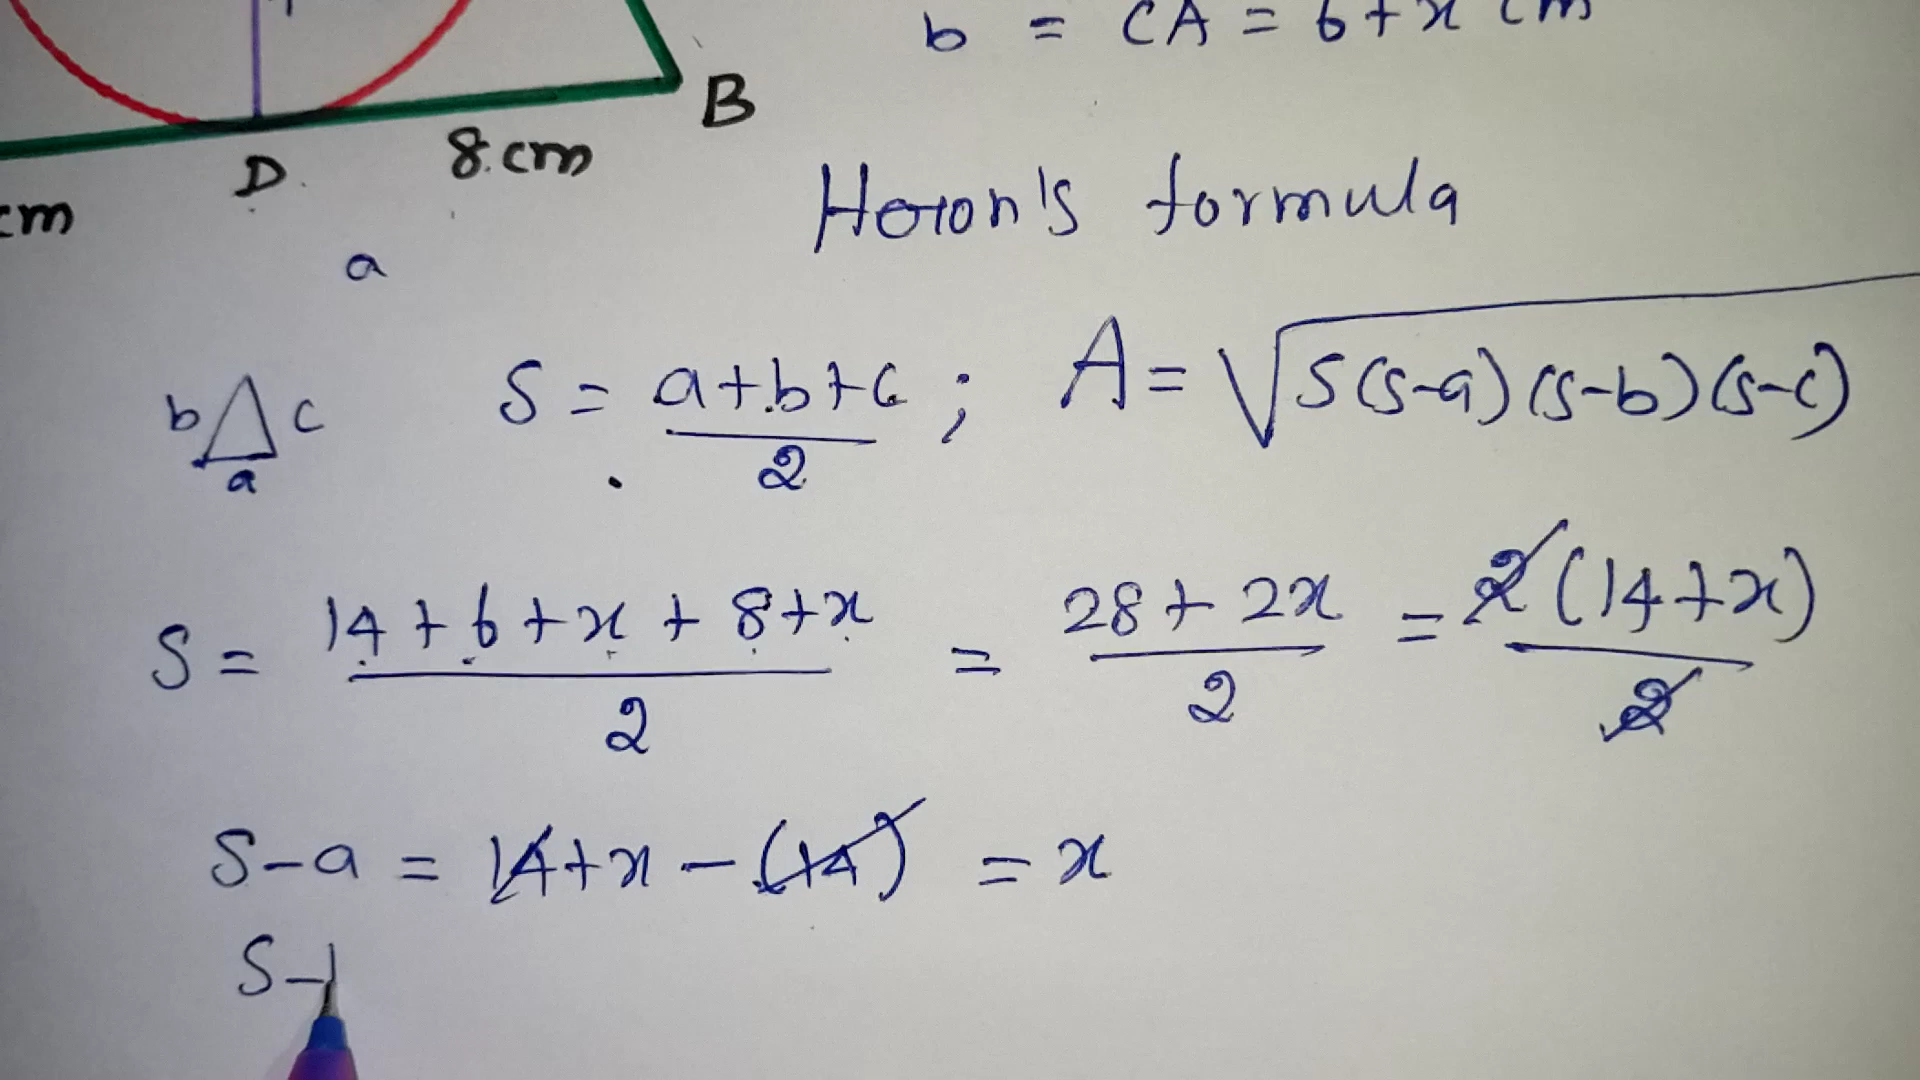 b = CA = 6+x cm
B
D
8 cm
cm
a
Heron's formula
b c
a
S = a+b+c / 2 ; A = √S(S-a)(S-b)(S-c)
S = 14+6+x+8+x / 2 = 28+2x / 2 = 2(14+x) / 2
S-a = 14+x-(14) = x
S-